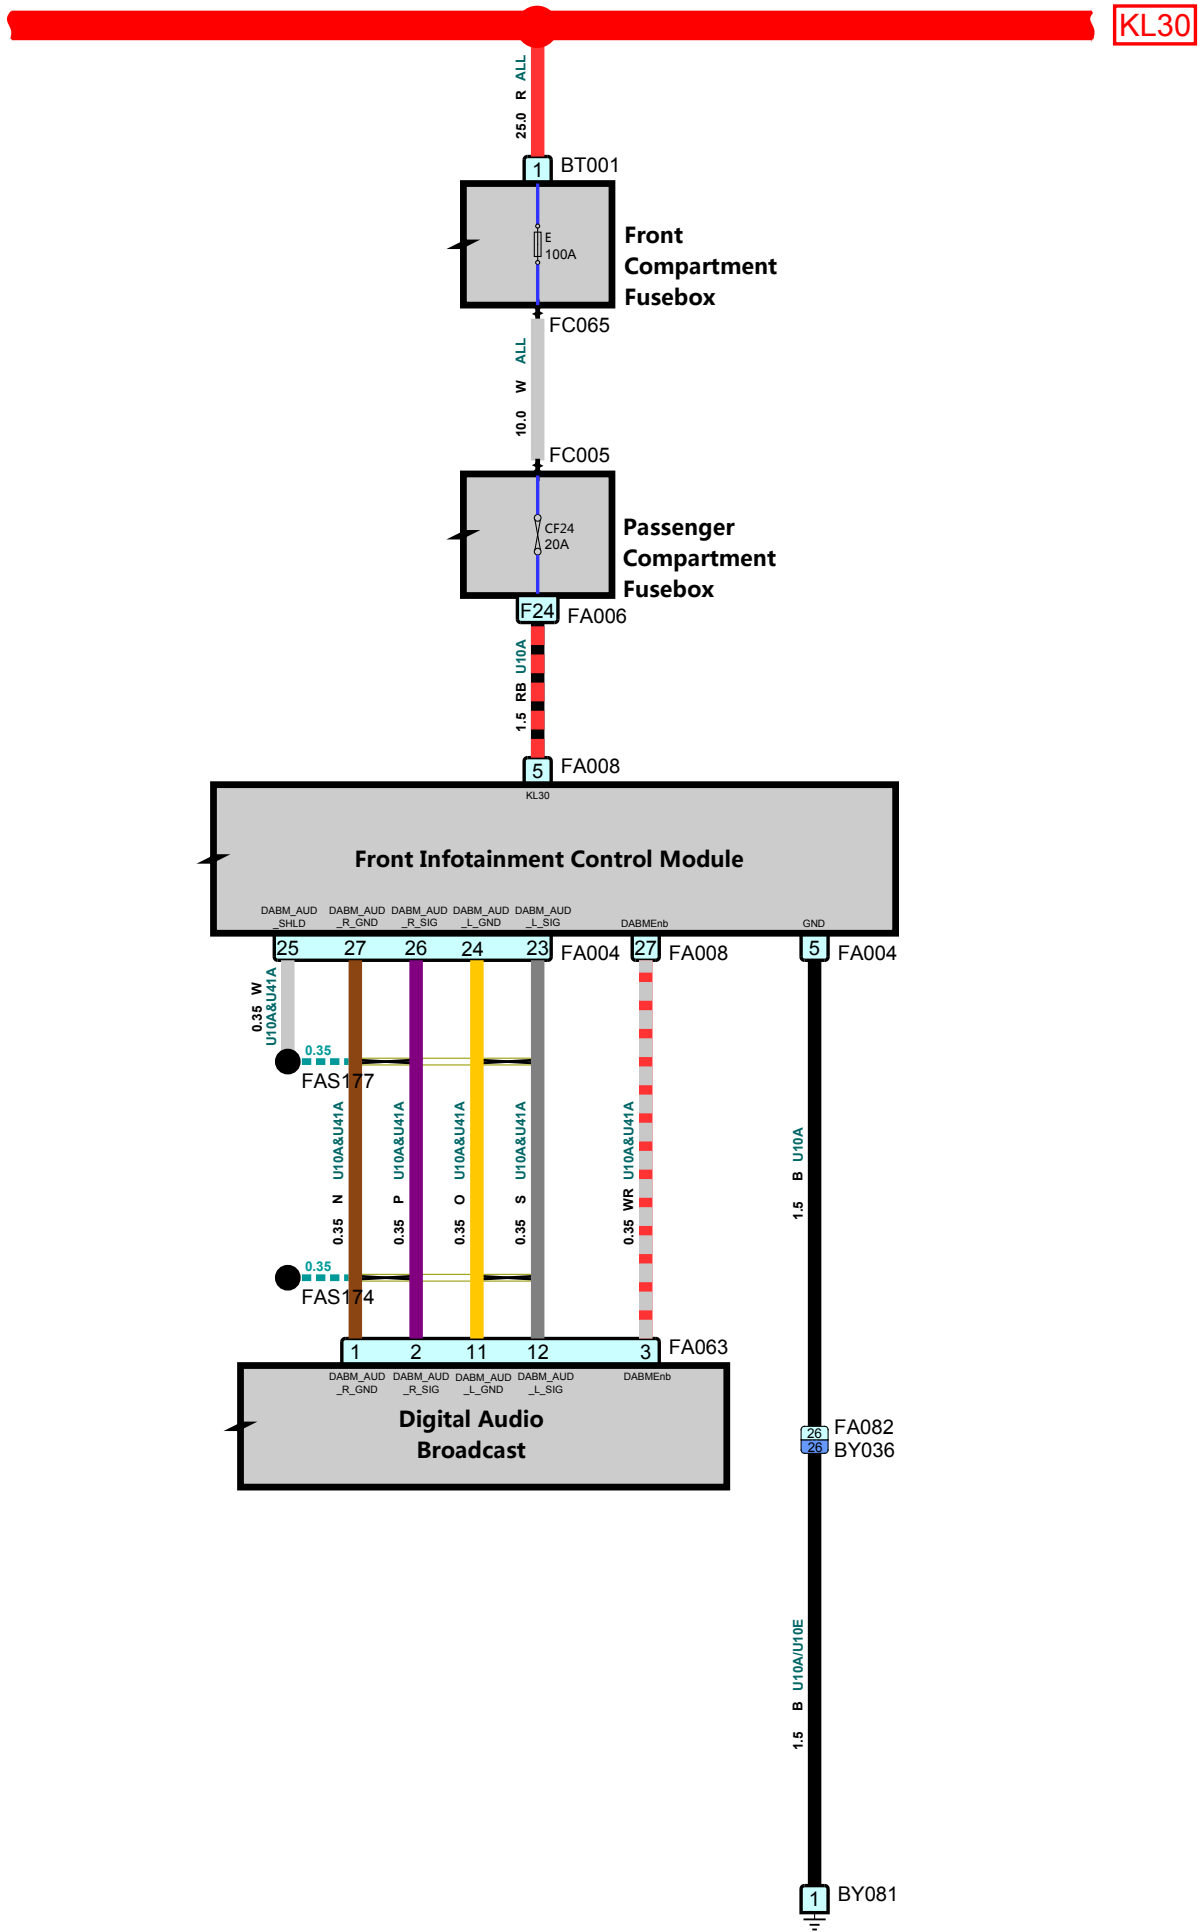 KL30
25.0 R ALL
1 BT001
E
100A
Front
Compartment
Fusebox
FC065
10.0 W ALL
FC005
CF24
20A
Passenger
Compartment
Fusebox
F24 FA006
1.5 RB U10A
5 FA008
KL30
Front Infotainment Control Module
DABM_AUD DABM_AUD DABM_AUD DABM_AUD DABM_AUD
_SHLD _R_GND _R_SIG _L_GND _L_SIG DABMEnb GND
25 27 26 24 23 FA004 27 FA008 5 FA004
0.35 W
U10A&U41A
0.35
FAS177
0.35 N U10A&U41A
0.35 P U10A&U41A
0.35 O U10A&U41A
0.35 S U10A&U41A
0.35 WR U10A&U41A
1.5 B U10A
0.35
FAS174
1 2 11 12 3 FA063
DABM_AUD DABM_AUD DABM_AUD DABM_AUD DABMEnb
_R_GND _R_SIG _L_GND _L_SIG
Digital Audio
Broadcast
26 FA082
26 BY036
1.5 B U10A/U10E
1 BY081